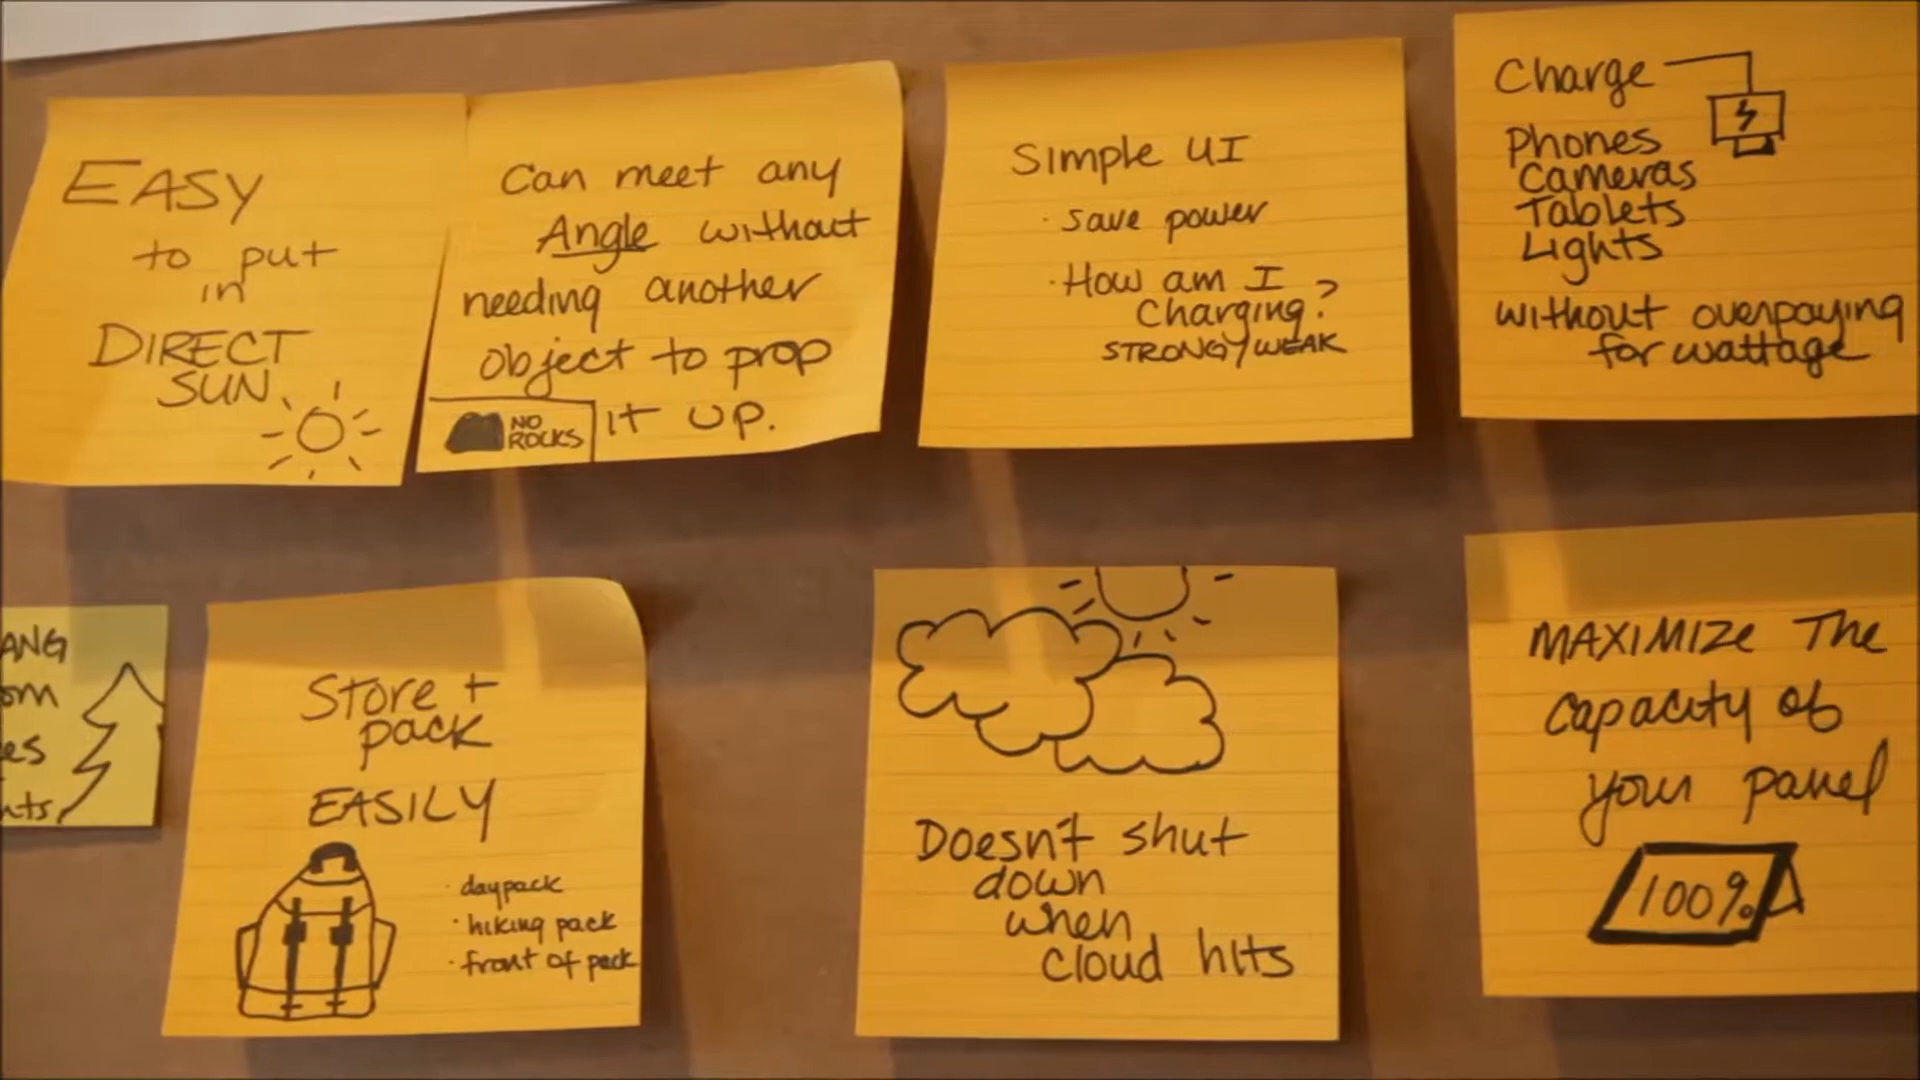 EASY
to put
in
DIRECT
SUN
Can meet any
Angle without
needing another
object to prop
it up.
NO
ROCKS
Simple UI
· save power
· How am I
Charging?
STRONG/WEAK
Charge
Phones
Cameras
Tablets
Lights
without overpaying
for wattage
Store +
pack
EASILY
· daypack
· hiking pack
· front of pack
Doesn't shut
down
when
cloud hits
MAXIMIZE The
capacity of
your panel
100%